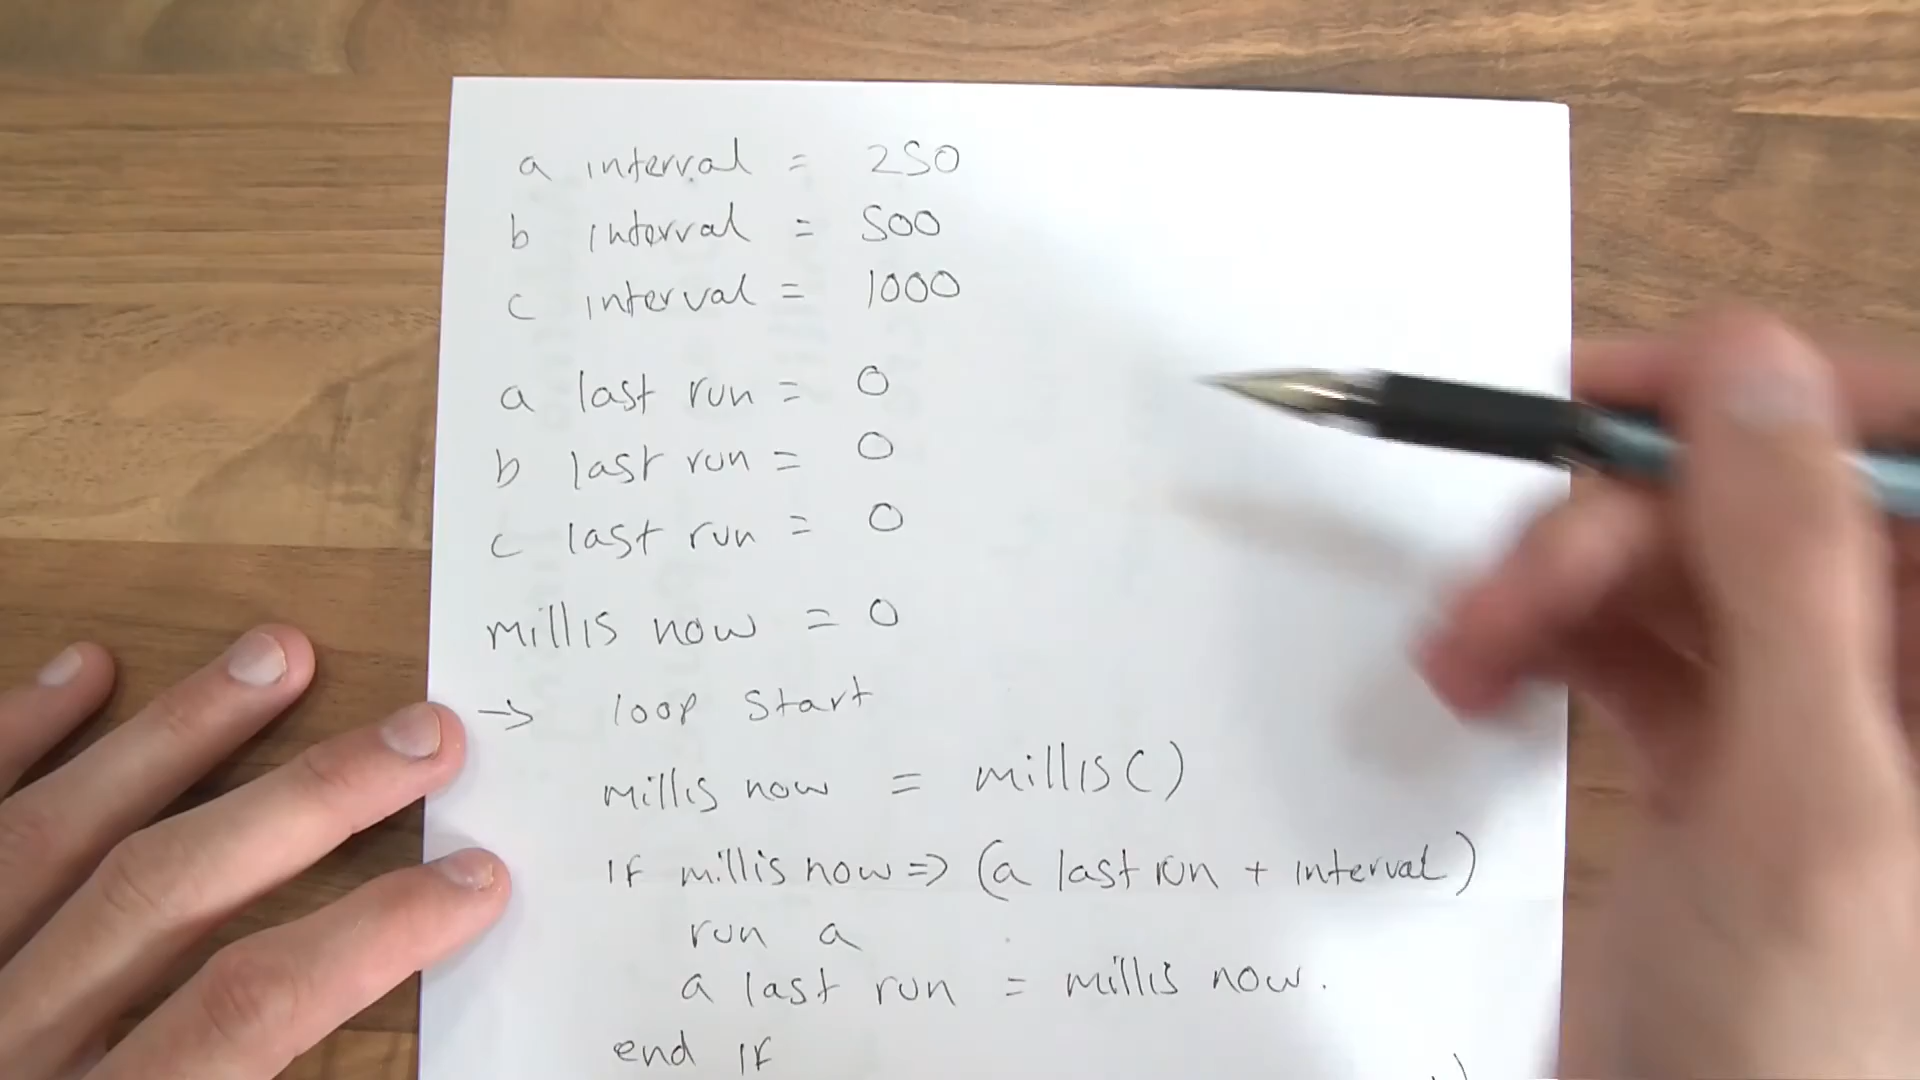 a interval = 250
b interval = 500
c interval = 1000
a last run = 0
b last run = 0
c last run = 0
millis now = 0
→ loop start
millis now = millis()
if millis now => (a last run + interval)
run a
a last run = millis now.
end if
)